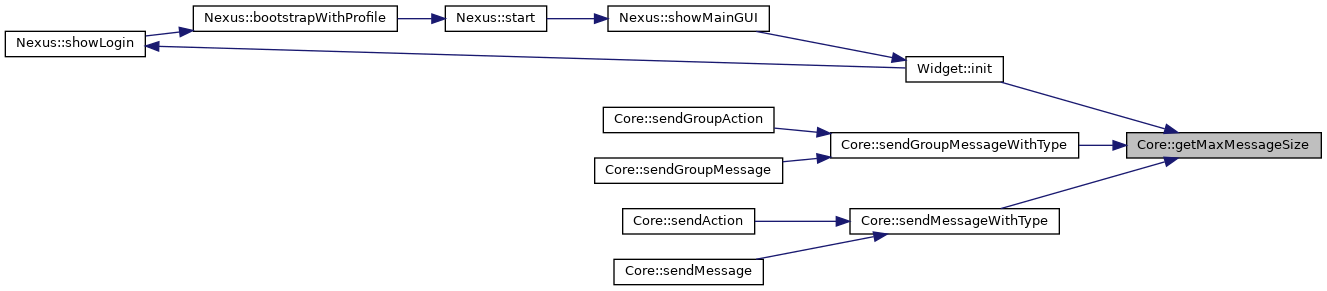 Nexus::bootstrapWithProfile
Nexus::start
Nexus::showMainGUI
Nexus::showLogin
Widget::init
Core::sendGroupAction
Core::sendGroupMessageWithType
Core::getMaxMessageSize
Core::sendGroupMessage
Core::sendAction
Core::sendMessageWithType
Core::sendMessage